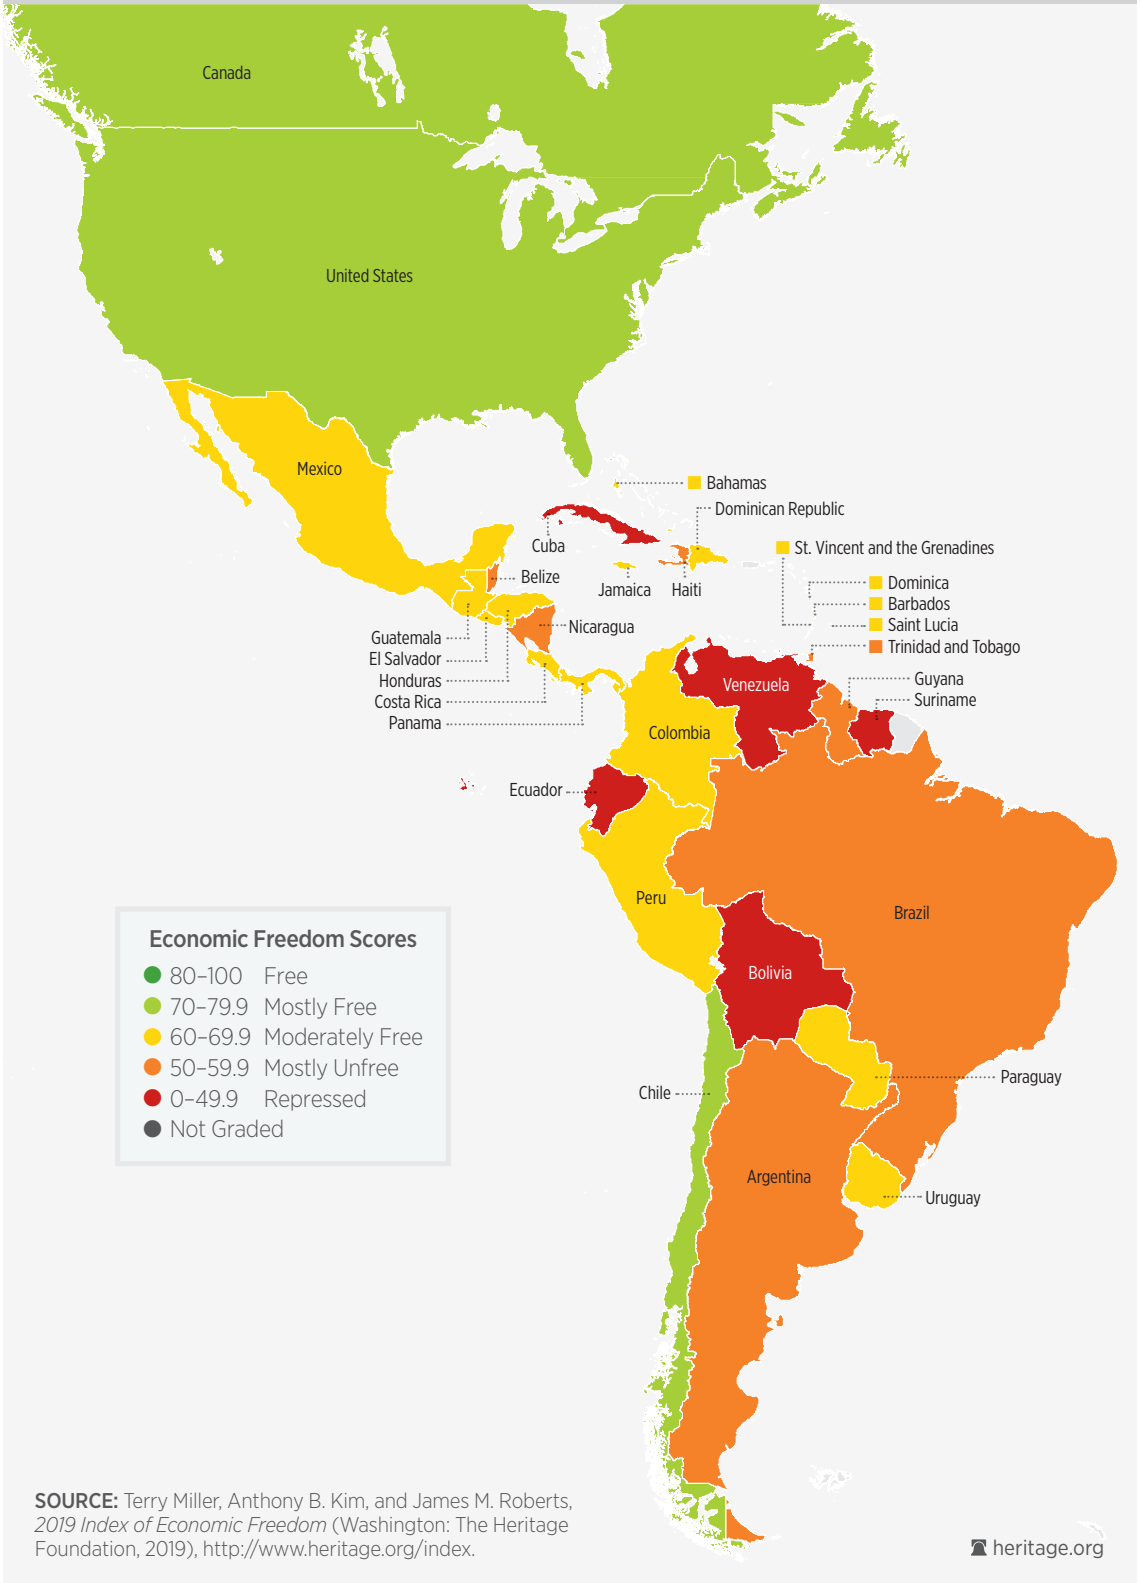 Canada
United States
Mexico
Bahamas
Dominican Republic
Cuba
St. Vincent and the Grenadines
Belize
Jamaica
Haiti
Dominica
Barbados
Saint Lucia
Trinidad and Tobago
Nicaragua
Guatemala
El Salvador
Honduras
Costa Rica
Panama
Guyana
Suriname
Venezuela
Colombia
Ecuador
Peru
Brazil
Bolivia
Paraguay
Chile
Argentina
Uruguay
Economic Freedom Scores
80–100 Free
70–79.9 Mostly Free
60–69.9 Moderately Free
50–59.9 Mostly Unfree
0–49.9 Repressed
Not Graded
SOURCE: Terry Miller, Anthony B. Kim, and James M. Roberts,
2019 Index of Economic Freedom (Washington: The Heritage
Foundation, 2019), http://www.heritage.org/index.
heritage.org